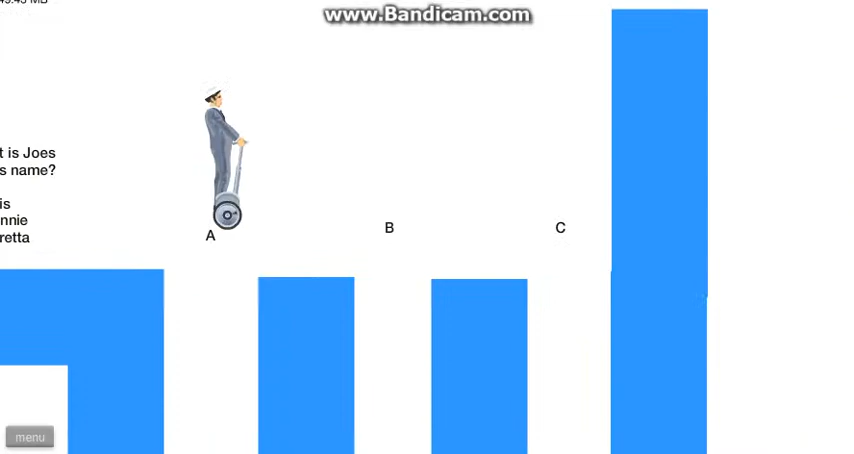 www.Bandicam.com
t is Joes
s name?
is
nnie
retta
A
B
C
menu